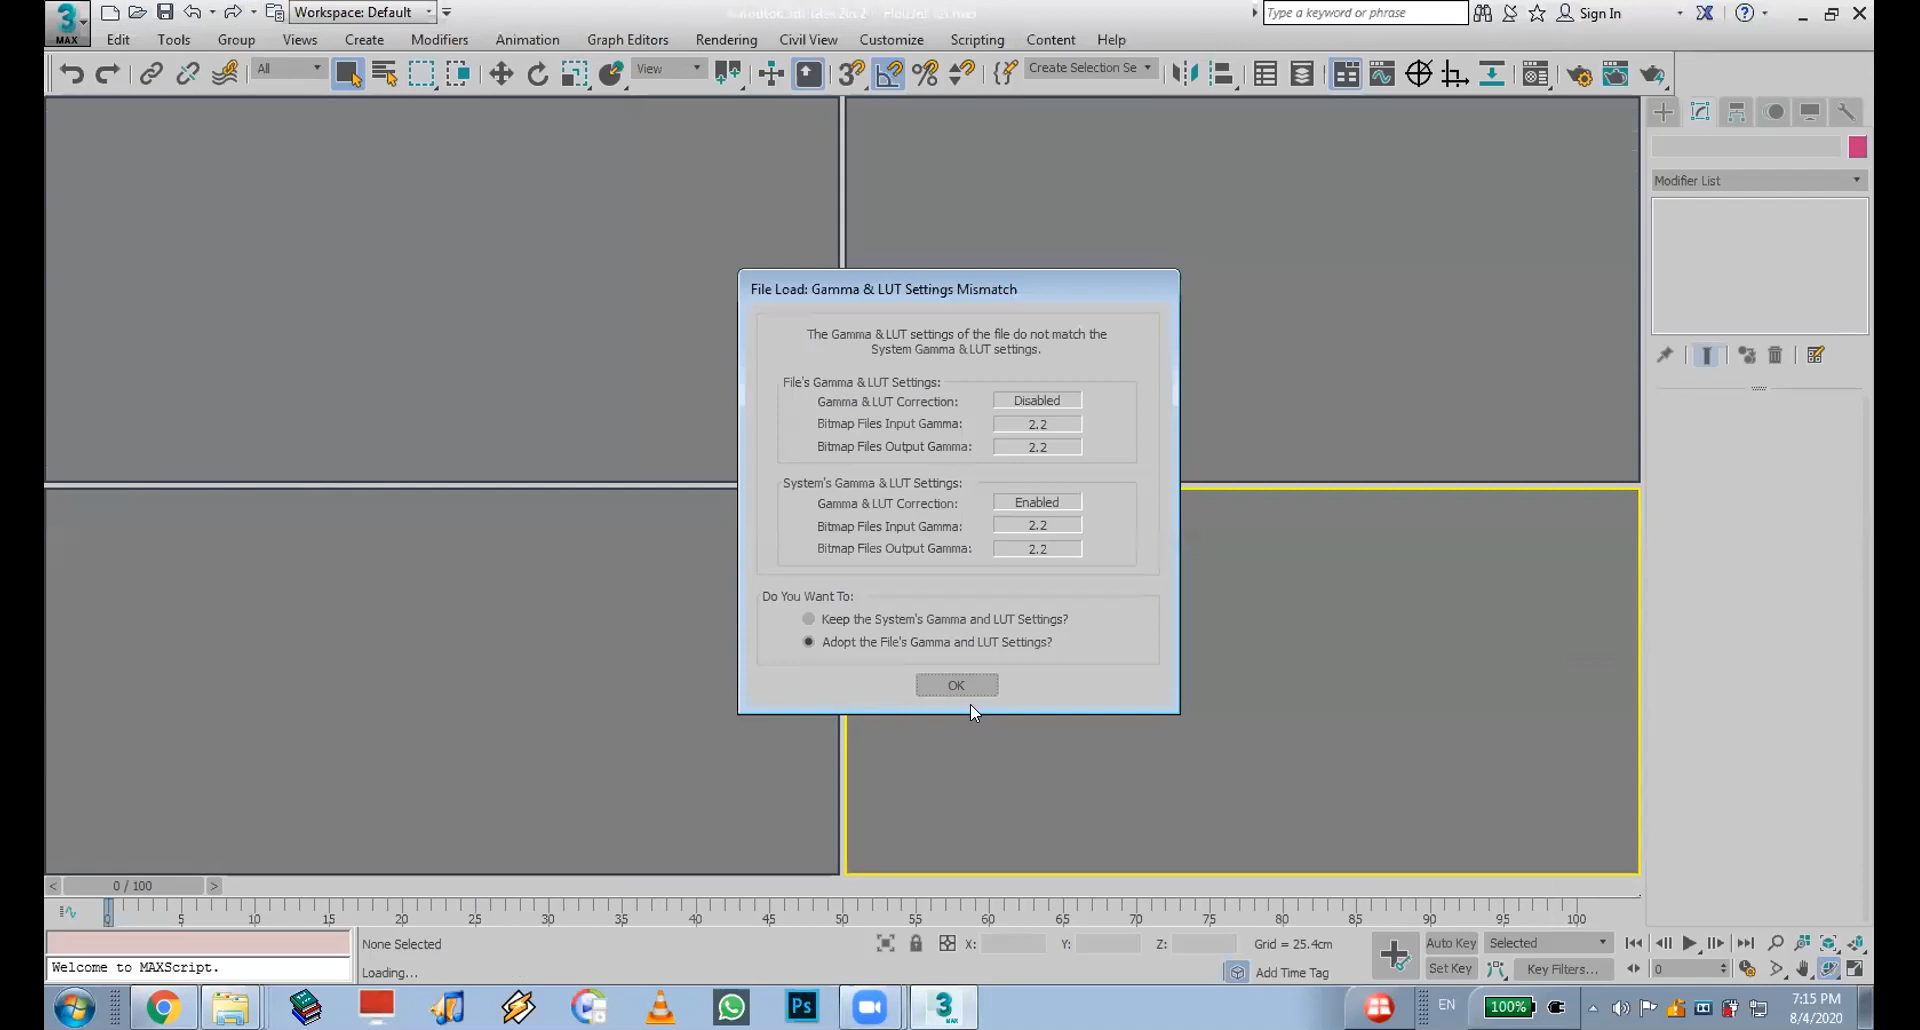 Workspace: Default
Type a keyword or phrase
Sign In
MAX
Edit Tools Group Views Create Modifiers Animation Graph Editors Rendering Civil View Customize Scripting Content Help
All
View
Create Selection Se
Modifier List
File Load: Gamma & LUT Settings Mismatch
The Gamma & LUT settings of the file do not match the
System Gamma & LUT settings.
File's Gamma & LUT Settings:
Gamma & LUT Correction: Disabled
Bitmap Files Input Gamma: 2.2
Bitmap Files Output Gamma: 2.2
System's Gamma & LUT Settings:
Gamma & LUT Correction: Enabled
Bitmap Files Input Gamma: 2.2
Bitmap Files Output Gamma: 2.2
Do You Want To:
Keep the System's Gamma and LUT Settings?
Adopt the File's Gamma and LUT Settings?
OK
< 0 / 100 >
0 5 10 15 20 25 30 35 40 45 50 55 60 65 70 75 80 85 90 95 100
None Selected
X: Y: Z: Grid = 25.4cm
Auto Key Selected
Welcome to MAXScript.
Loading...
Add Time Tag
Set Key Key Filters... 0
Ps
3 MAX
EN
100%
7:15 PM
8/4/2020